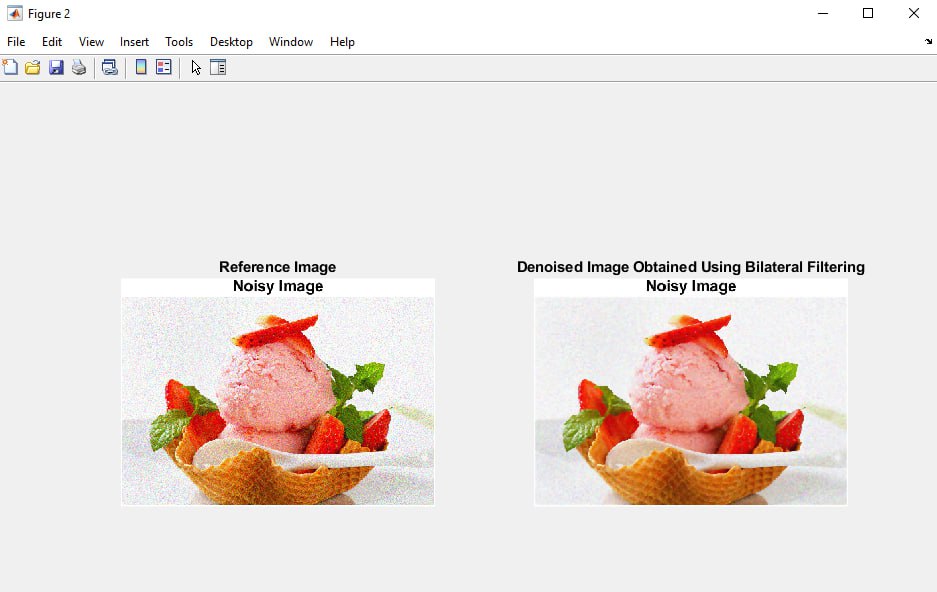 Figure 2
File Edit View Insert Tools Desktop Window Help
Reference Image
Noisy Image
Denoised Image Obtained Using Bilateral Filtering
Noisy Image